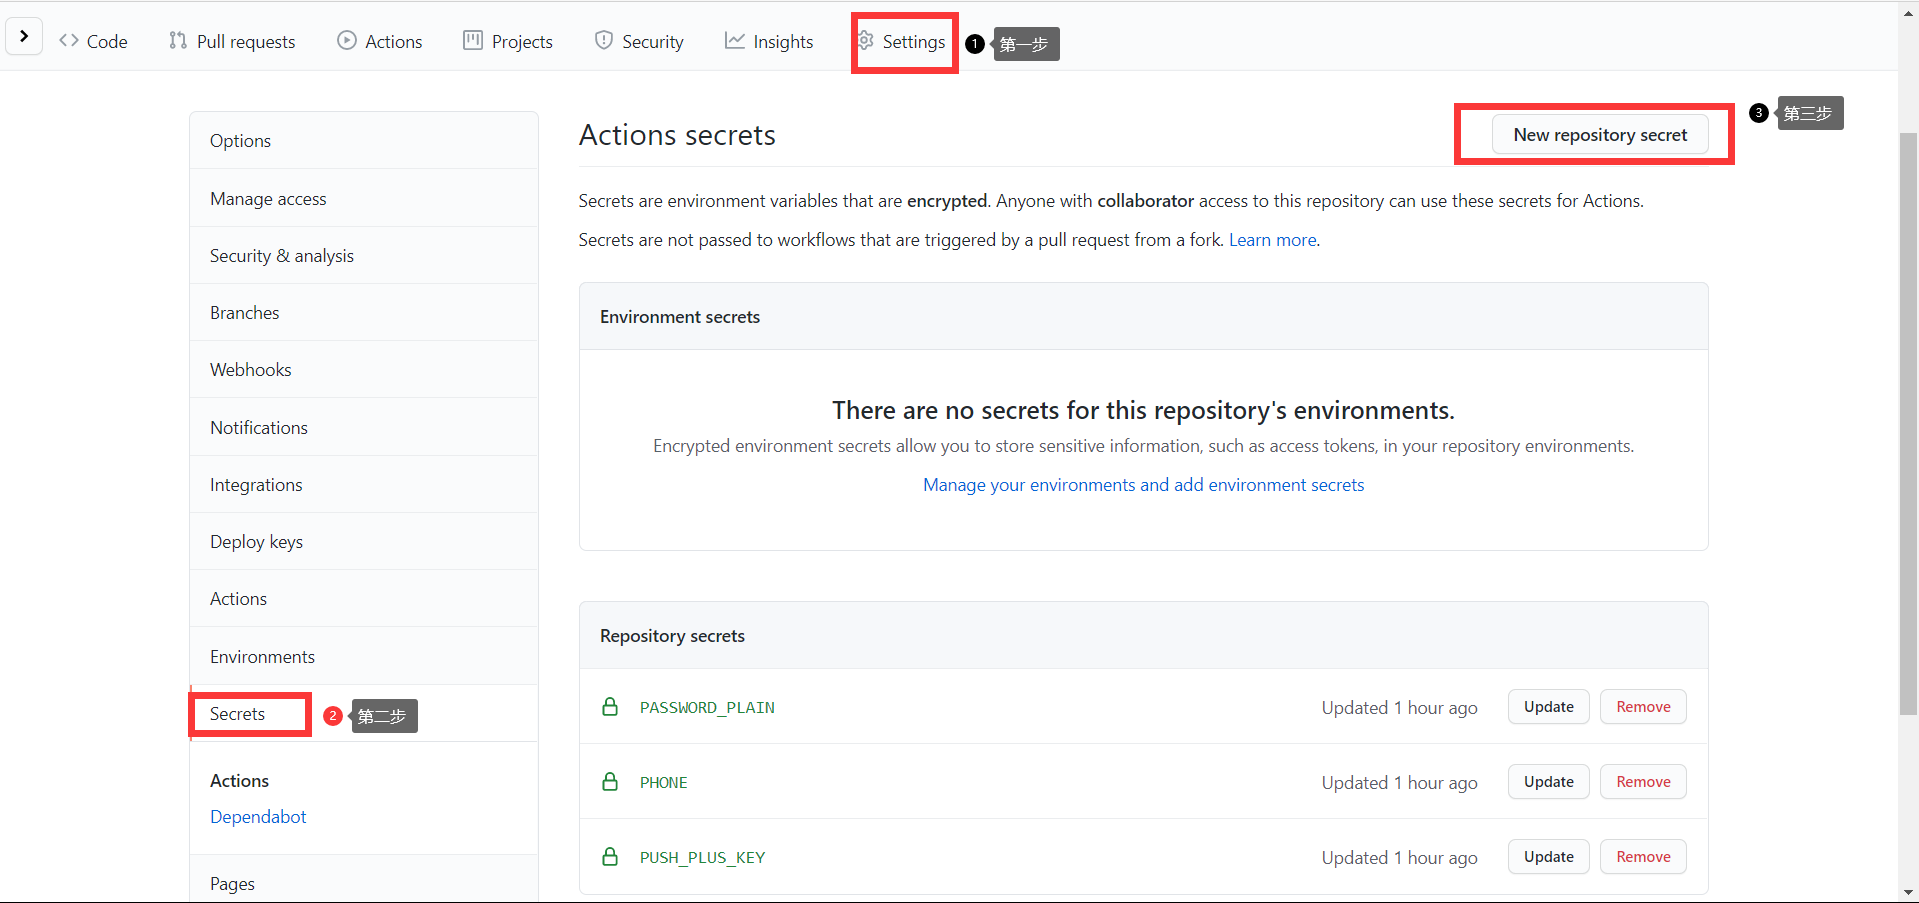 Code
Pull requests
Actions
Projects
Security
Insights
Settings
1
第一步
Options
Manage access
Security & analysis
Branches
Webhooks
Notifications
Integrations
Deploy keys
Actions
Environments
Secrets
2
第二步
Actions
Dependabot
Pages
Actions secrets
New repository secret
3
第三步
Secrets are environment variables that are encrypted. Anyone with collaborator access to this repository can use these secrets for Actions.
Secrets are not passed to workflows that are triggered by a pull request from a fork. Learn more.
Environment secrets
There are no secrets for this repository's environments.
Encrypted environment secrets allow you to store sensitive information, such as access tokens, in your repository environments.
Manage your environments and add environment secrets
Repository secrets
PASSWORD_PLAIN Updated 1 hour ago Update Remove
PHONE Updated 1 hour ago Update Remove
PUSH_PLUS_KEY Updated 1 hour ago Update Remove